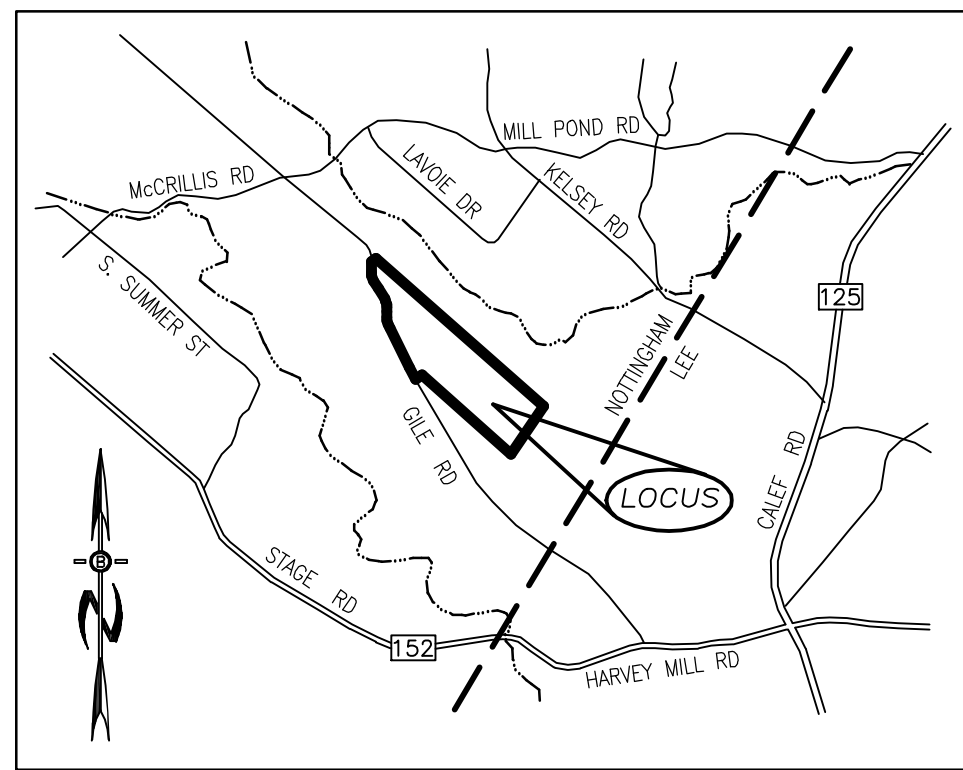 MILL POND RD
McCRILLIS RD
LAVOIE DR
KELSEY RD
S. SUMMER ST
125
NOTTINGHAM
LEE
GILE RD
CALEF RD
LOCUS
STAGE RD
152
HARVEY MILL RD
B